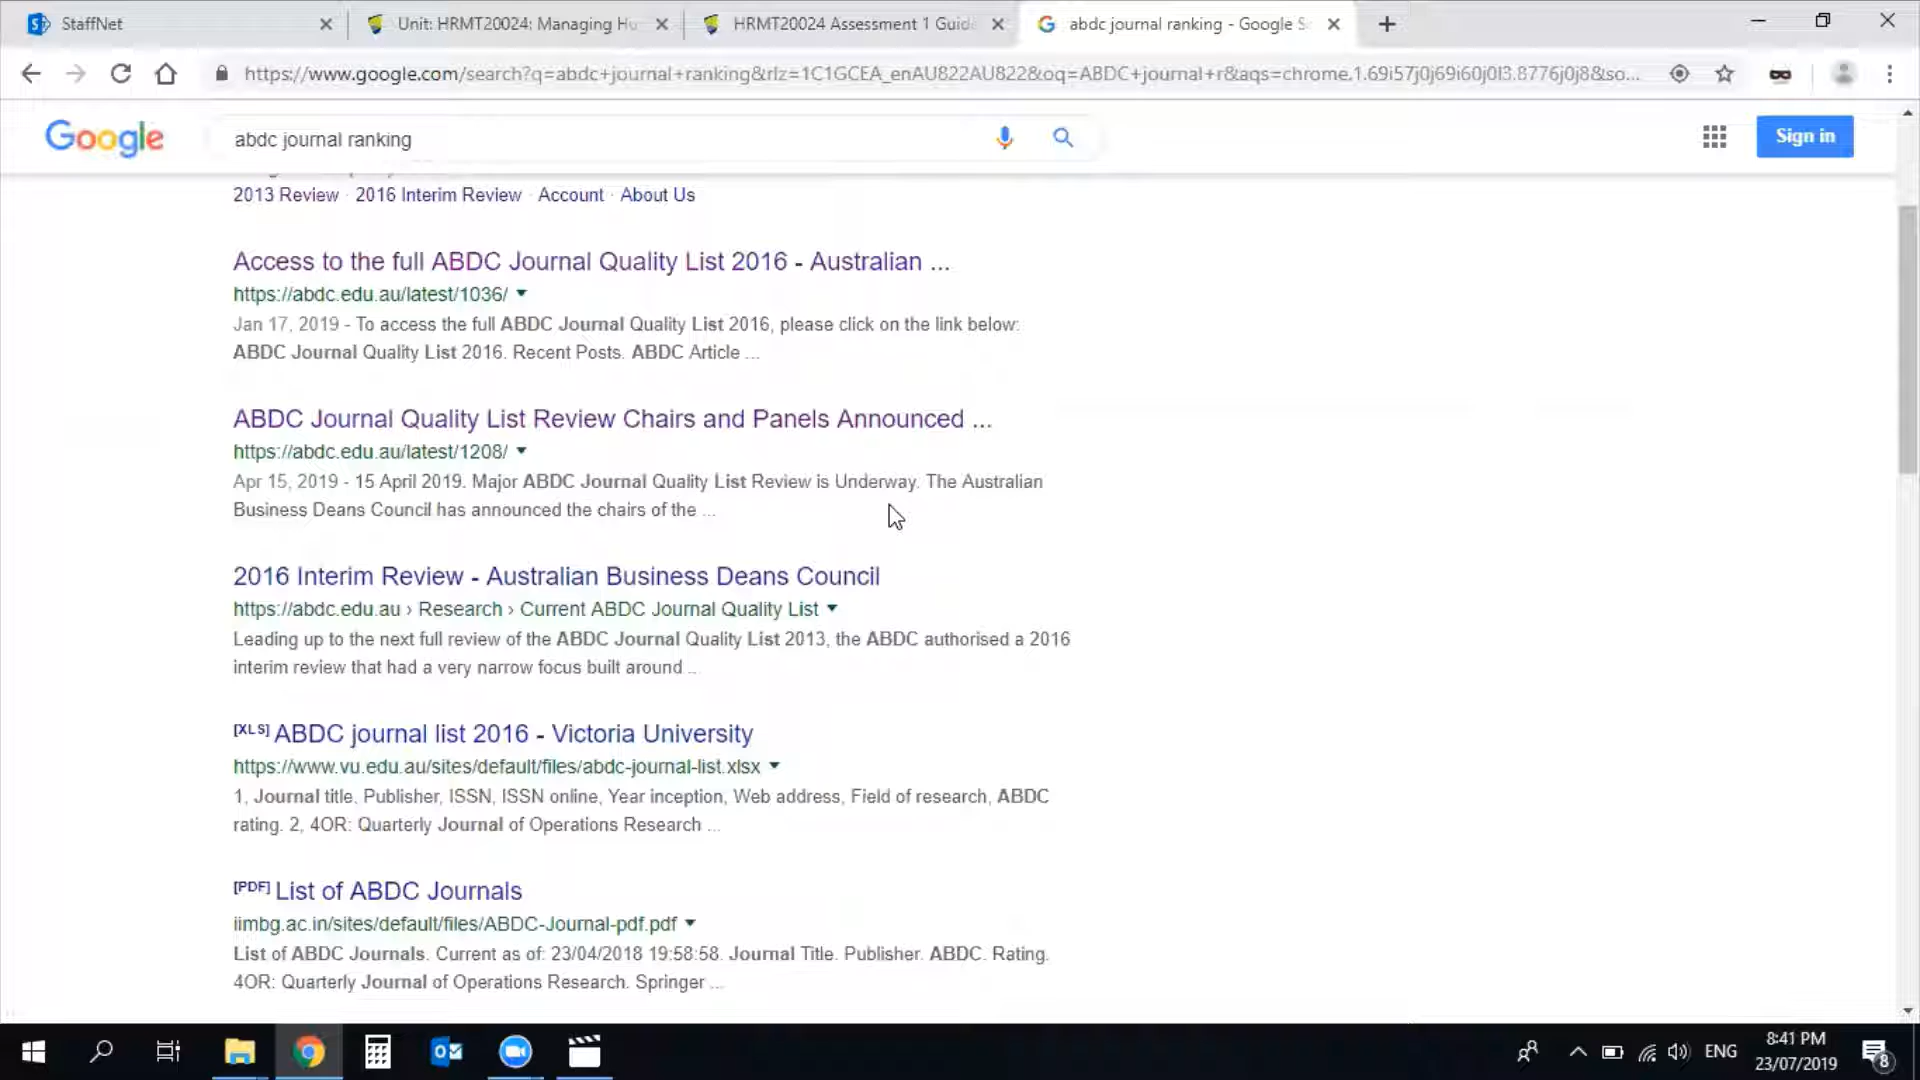 StaffNet
Unit: HRMT20024: Managing Hu
HRMT20024 Assessment 1 Guid
abdc journal ranking - Google S
https://www.google.com/search?q=abdc+journal+ranking&rlz=1C1GCEA_enAU822AU822&oq=ABDC+journal+r&aqs=chrome.1.69i57j0j69i60j0l3.8776j0j8&so...
Google
abdc journal ranking
Sign in
2013 Review · 2016 Interim Review · Account · About Us
Access to the full ABDC Journal Quality List 2016 - Australian ...
https://abdc.edu.au/latest/1036/
Jan 17, 2019 - To access the full ABDC Journal Quality List 2016, please click on the link below:
ABDC Journal Quality List 2016. Recent Posts. ABDC Article ...
ABDC Journal Quality List Review Chairs and Panels Announced ...
https://abdc.edu.au/latest/1208/
Apr 15, 2019 - 15 April 2019. Major ABDC Journal Quality List Review is Underway. The Australian
Business Deans Council has announced the chairs of the ...
2016 Interim Review - Australian Business Deans Council
https://abdc.edu.au › Research › Current ABDC Journal Quality List
Leading up to the next full review of the ABDC Journal Quality List 2013, the ABDC authorised a 2016
interim review that had a very narrow focus built around ...
[XLS] ABDC journal list 2016 - Victoria University
https://www.vu.edu.au/sites/default/files/abdc-journal-list.xlsx
1, Journal title, Publisher, ISSN, ISSN online, Year inception, Web address, Field of research, ABDC
rating. 2, 4OR: Quarterly Journal of Operations Research ...
[PDF] List of ABDC Journals
iimbg.ac.in/sites/default/files/ABDC-Journal-pdf.pdf
List of ABDC Journals. Current as of: 23/04/2018 19:58:58. Journal Title. Publisher. ABDC. Rating.
4OR: Quarterly Journal of Operations Research. Springer ...
ENG
8:41 PM
23/07/2019
8